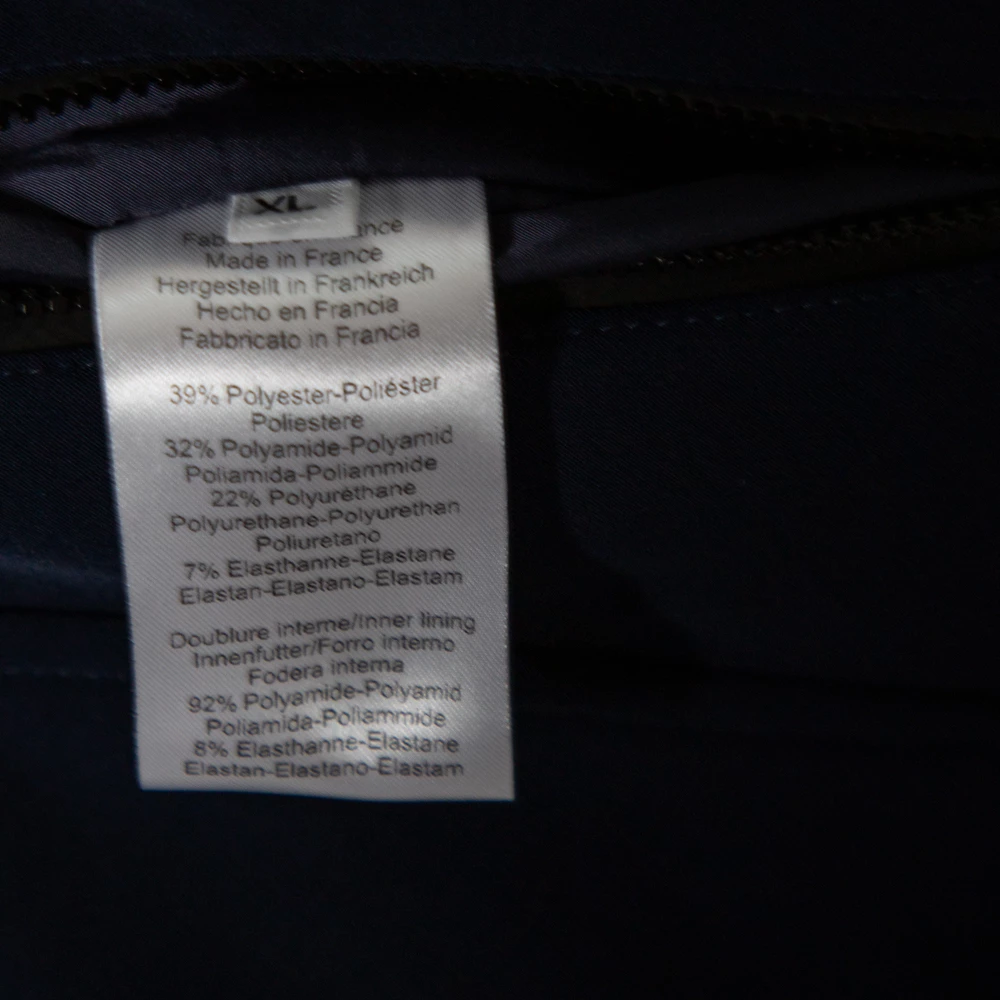 XL
Made in France
Hergestellt in Frankreich
Hecho en Francia
Fabbricato in Francia
39% Polyester-Poliéster
Poliestere
32% Polyamide-Polyamid
Poliamida-Poliammide
22% Polyuréthane
Polyurethane-Polyurethan
Poliuretano
7% Elasthanne-Elastane
Elastan-Elastano-Elastam
Doublure interne/Inner lining
Innenfutter/Forro interno
Fodera interna
92% Polyamide-Polyamid
Poliamida-Poliammide
8% Elasthanne-Elastane
Elastan-Elastano-Elastam